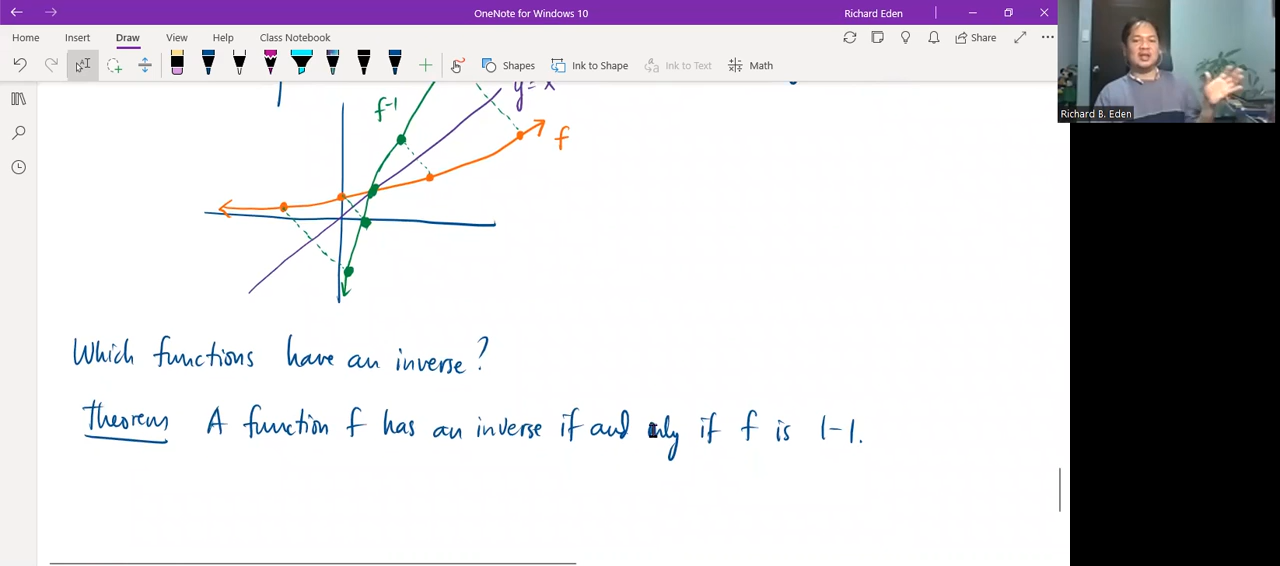 OneNote for Windows 10
Richard Eden
Home Insert Draw View Help Class Notebook
Share
Shapes Ink to Shape Ink to Text Math
Richard B. Eden
y = x
f⁻¹
f
Which functions have an inverse?
Theorem A function f has an inverse if and only if f is 1-1.